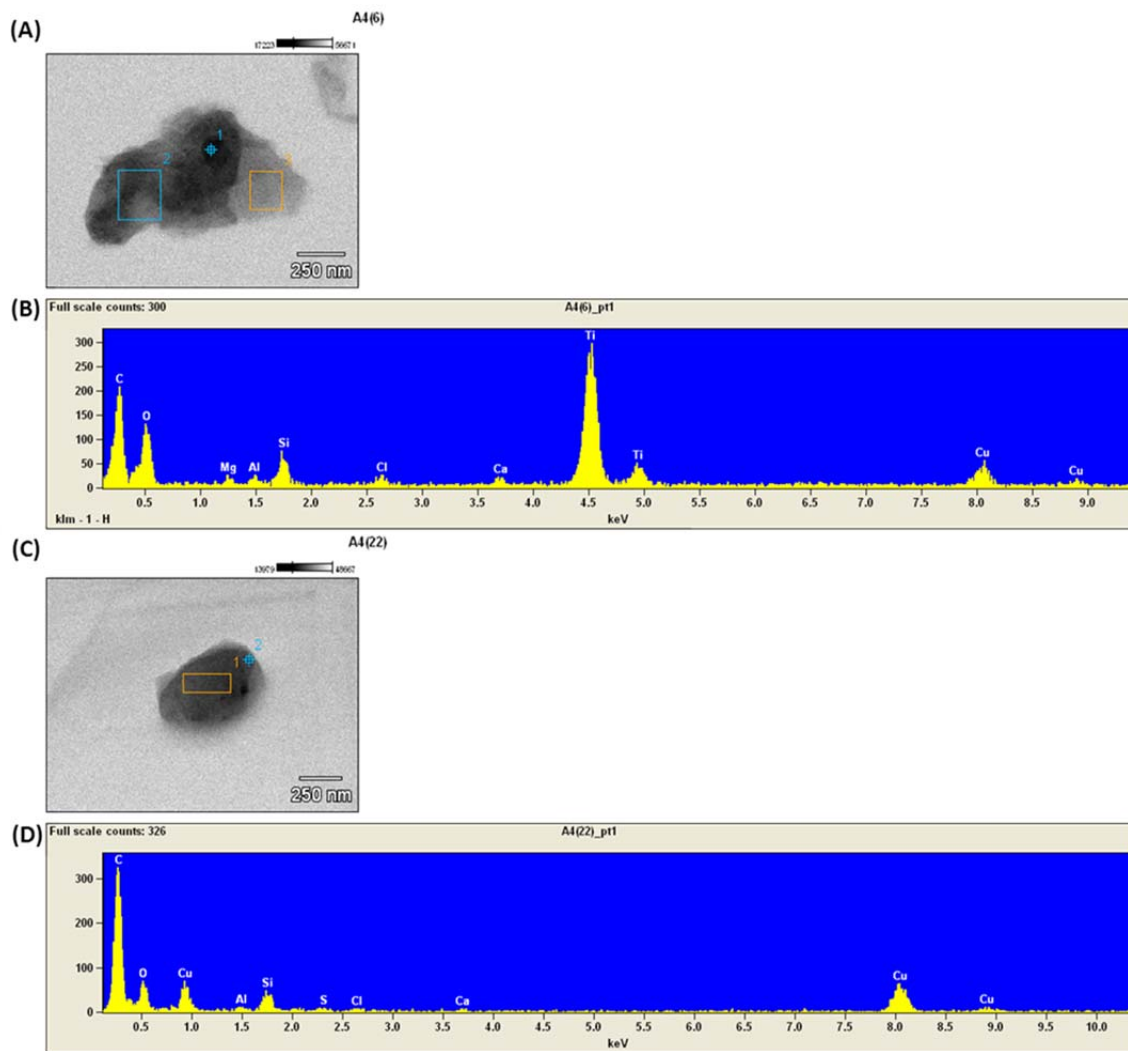 A4(6)
(A)
17223 56671
1
2
3
250 nm
(B)
Full scale counts: 300 A4(6)_pt1
Ti
300
250
C
200
150
O
100
Si
Mg Al Cl Ca Ti Cu Cu
50
0
0.5 1.0 1.5 2.0 2.5 3.0 3.5 4.0 4.5 5.0 5.5 6.0 6.5 7.0 7.5 8.0 8.5 9.0
klm - 1 - H keV
(C)
A4(22)
2
1
250 nm
(D)
Full scale counts: 326 A4(22)_pt1
C
300
200
100
O Cu Al Si S Cl Ca Cu Cu
0
0.5 1.0 1.5 2.0 2.5 3.0 3.5 4.0 4.5 5.0 5.5 6.0 6.5 7.0 7.5 8.0 8.5 9.0 9.5 10.0
keV